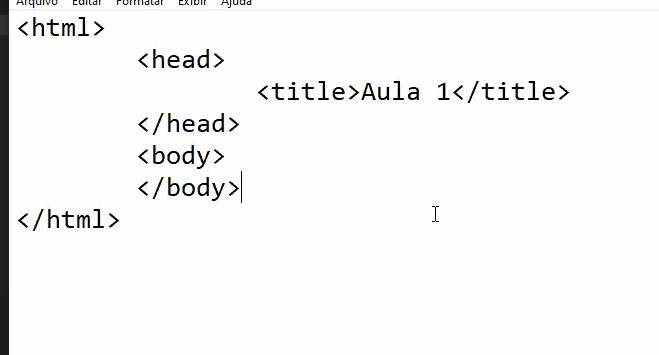 Arquivo Editar Formatar Exibir Ajuda
<html>
<head>
<title>Aula 1</title>
</head>
<body>
</body>
</html>